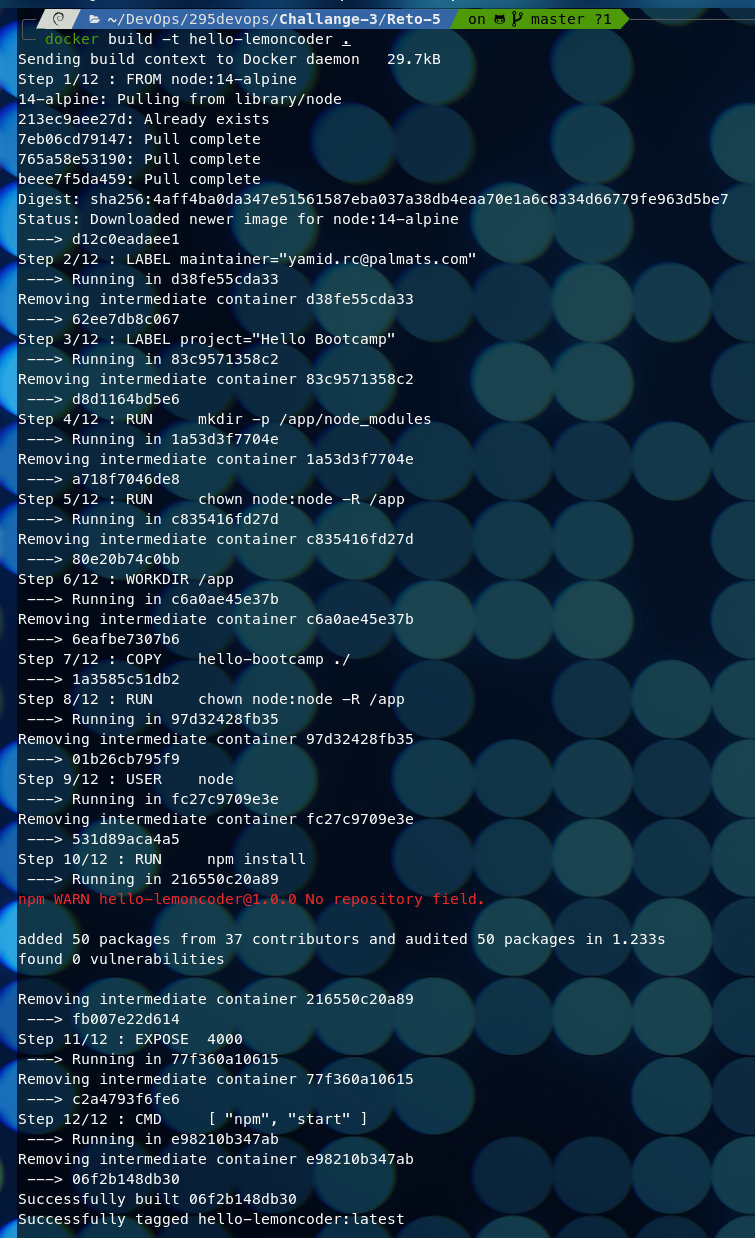 ~/DevOps/295devops/Challange-3/Reto-5 on master ?1
docker build -t hello-lemoncoder .
Sending build context to Docker daemon   29.7kB
Step 1/12 : FROM node:14-alpine
14-alpine: Pulling from library/node
213ec9aee27d: Already exists
7eb06cd79147: Pull complete
765a58e53190: Pull complete
beee7f5da459: Pull complete
Digest: sha256:4aff4ba0da347e51561587eba037a38db4eaa70e1a6c8334d66779fe963d5be7
Status: Downloaded newer image for node:14-alpine
 ---> d12c0eadaee1
Step 2/12 : LABEL maintainer="yamid.rc@palmats.com"
 ---> Running in d38fe55cda33
Removing intermediate container d38fe55cda33
 ---> 62ee7db8c067
Step 3/12 : LABEL project="Hello Bootcamp"
 ---> Running in 83c9571358c2
Removing intermediate container 83c9571358c2
 ---> d8d1164bd5e6
Step 4/12 : RUN     mkdir -p /app/node_modules
 ---> Running in 1a53d3f7704e
Removing intermediate container 1a53d3f7704e
 ---> a718f7046de8
Step 5/12 : RUN     chown node:node -R /app
 ---> Running in c835416fd27d
Removing intermediate container c835416fd27d
 ---> 80e20b74c0bb
Step 6/12 : WORKDIR /app
 ---> Running in c6a0ae45e37b
Removing intermediate container c6a0ae45e37b
 ---> 6eafbe7307b6
Step 7/12 : COPY    hello-bootcamp ./
 ---> 1a3585c51db2
Step 8/12 : RUN     chown node:node -R /app
 ---> Running in 97d32428fb35
Removing intermediate container 97d32428fb35
 ---> 01b26cb795f9
Step 9/12 : USER    node
 ---> Running in fc27c9709e3e
Removing intermediate container fc27c9709e3e
 ---> 531d89aca4a5
Step 10/12 : RUN     npm install
 ---> Running in 216550c20a89
npm WARN hello-lemoncoder@1.0.0 No repository field.
added 50 packages from 37 contributors and audited 50 packages in 1.233s
found 0 vulnerabilities
Removing intermediate container 216550c20a89
 ---> fb007e22d614
Step 11/12 : EXPOSE  4000
 ---> Running in 77f360a10615
Removing intermediate container 77f360a10615
 ---> c2a4793f6fe6
Step 12/12 : CMD     [ "npm", "start" ]
 ---> Running in e98210b347ab
Removing intermediate container e98210b347ab
 ---> 06f2b148db30
Successfully built 06f2b148db30
Successfully tagged hello-lemoncoder:latest